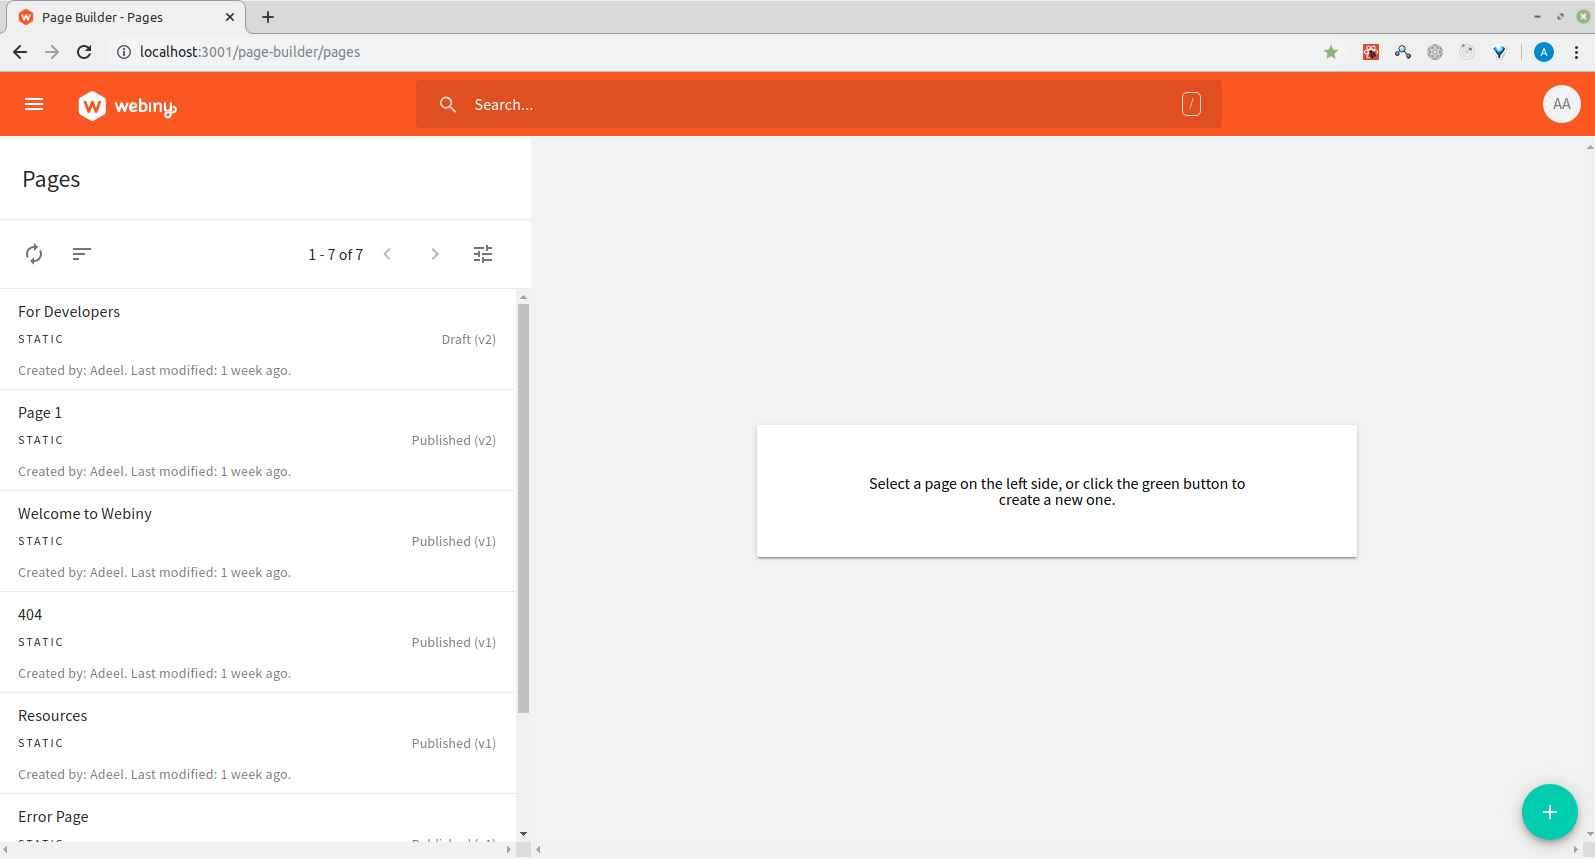 Page Builder - Pages
localhost:3001/page-builder/pages
A
webiny
Search...
/
AA
Pages
1 - 7 of 7
For Developers
STATIC
Draft (v2)
Created by: Adeel. Last modified: 1 week ago.
Page 1
STATIC
Published (v2)
Created by: Adeel. Last modified: 1 week ago.
Welcome to Webiny
STATIC
Published (v1)
Created by: Adeel. Last modified: 1 week ago.
404
STATIC
Published (v1)
Created by: Adeel. Last modified: 1 week ago.
Resources
STATIC
Published (v1)
Created by: Adeel. Last modified: 1 week ago.
Error Page
STATIC
Published (v1)
Select a page on the left side, or click the green button to
create a new one.